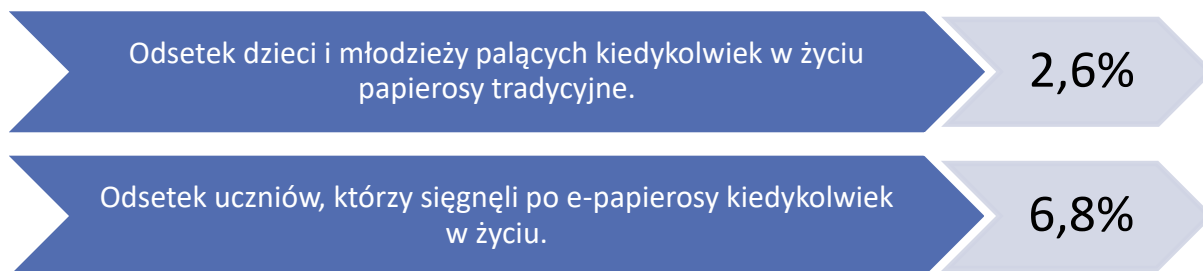 Odsetek dzieci i młodzieży palących kiedykolwiek w życiu
papierosy tradycyjne.
2,6%
Odsetek uczniów, którzy sięgnęli po e-papierosy kiedykolwiek
w życiu.
6,8%